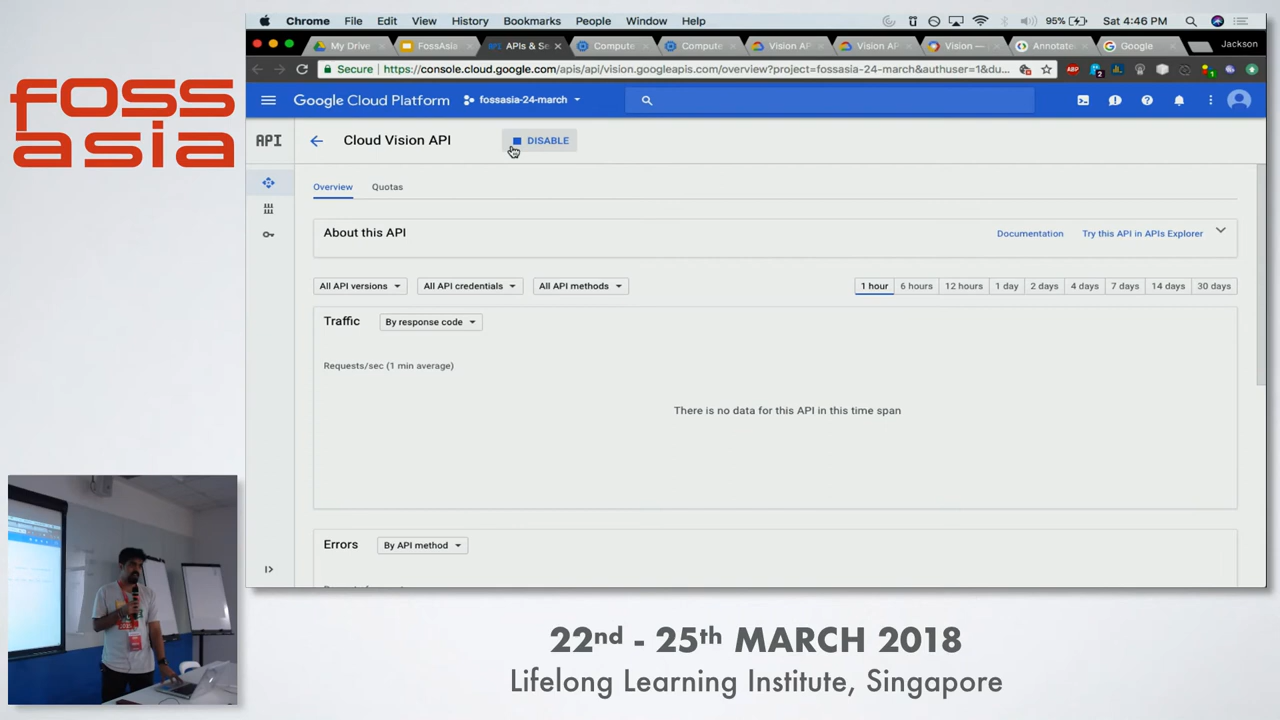 foss
asia
Chrome File Edit View History Bookmarks People Window Help 95% Sat 4:46 PM
My Drive FossAsia APIs & Se Compute Compute Vision AP Vision AP Vision — Annotate Google Jackson
Secure https://console.cloud.google.com/apis/api/vision.googleapis.com/overview?project=fossasia-24-march&authuser=1&du... ABP
Google Cloud Platform fossasia-24-march
API Cloud Vision API DISABLE
Overview Quotas
About this API Documentation Try this API in APIs Explorer
All API versions All API credentials All API methods 1 hour 6 hours 12 hours 1 day 2 days 4 days 7 days 14 days 30 days
Traffic By response code
Requests/sec (1 min average)
There is no data for this API in this time span
Errors By API method
22nd - 25th MARCH 2018
Lifelong Learning Institute, Singapore